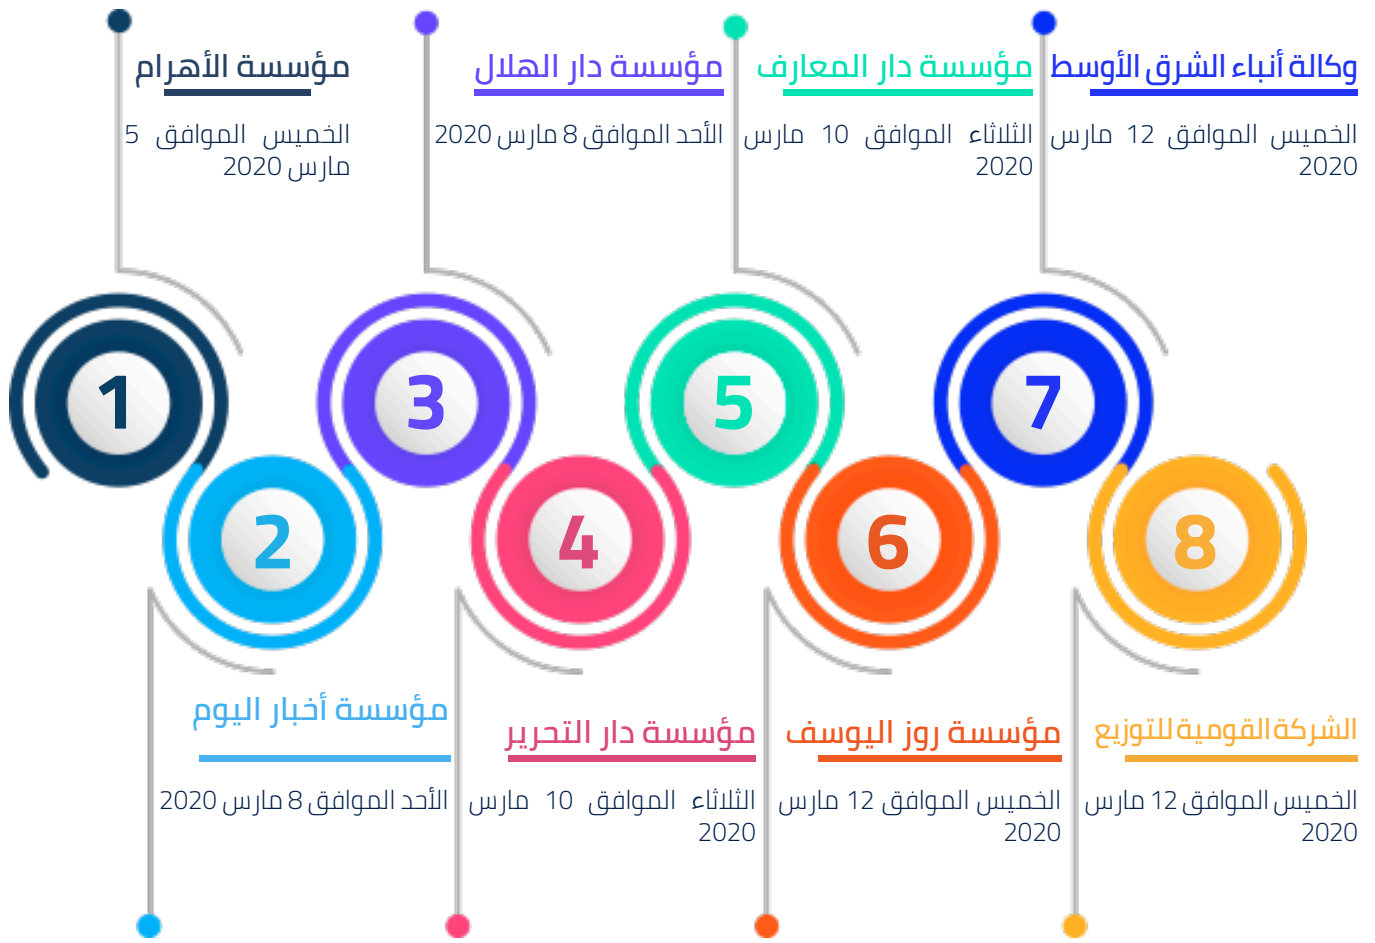 مؤسسة الأهرام
الخميس الموافق 5
مارس 2020
مؤسسة دار الهلال
الأحد الموافق 8 مارس 2020
مؤسسة دار المعارف
الثلاثاء الموافق 10 مارس
2020
وكالة أنباء الشرق الأوسط
الخميس الموافق 12 مارس
2020
1
3
5
7
2
4
6
8
مؤسسة أخبار اليوم
الأحد الموافق 8 مارس 2020
مؤسسة دار التحرير
الثلاثاء الموافق 10 مارس
2020
مؤسسة روز اليوسف
الخميس الموافق 12 مارس
2020
الشركة القومية للتوزيع
الخميس الموافق 12 مارس
2020